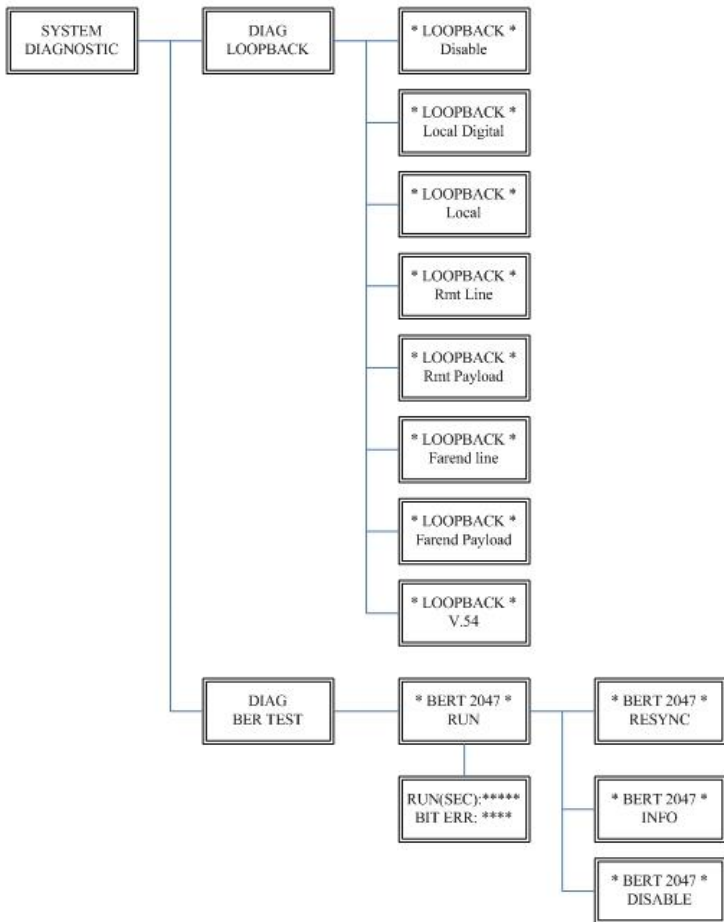 SYSTEM
DIAGNOSTIC
DIAG
LOOPBACK
* LOOPBACK *
Disable
* LOOPBACK *
Local Digital
* LOOPBACK *
Local
* LOOPBACK *
Rmt Line
* LOOPBACK *
Rmt Payload
* LOOPBACK *
Farend line
* LOOPBACK *
Farend Payload
* LOOPBACK *
V.54
DIAG
BER TEST
* BERT 2047 *
RUN
* BERT 2047 *
RESYNC
RUN(SEC):*****
BIT ERR: ****
* BERT 2047 *
INFO
* BERT 2047 *
DISABLE